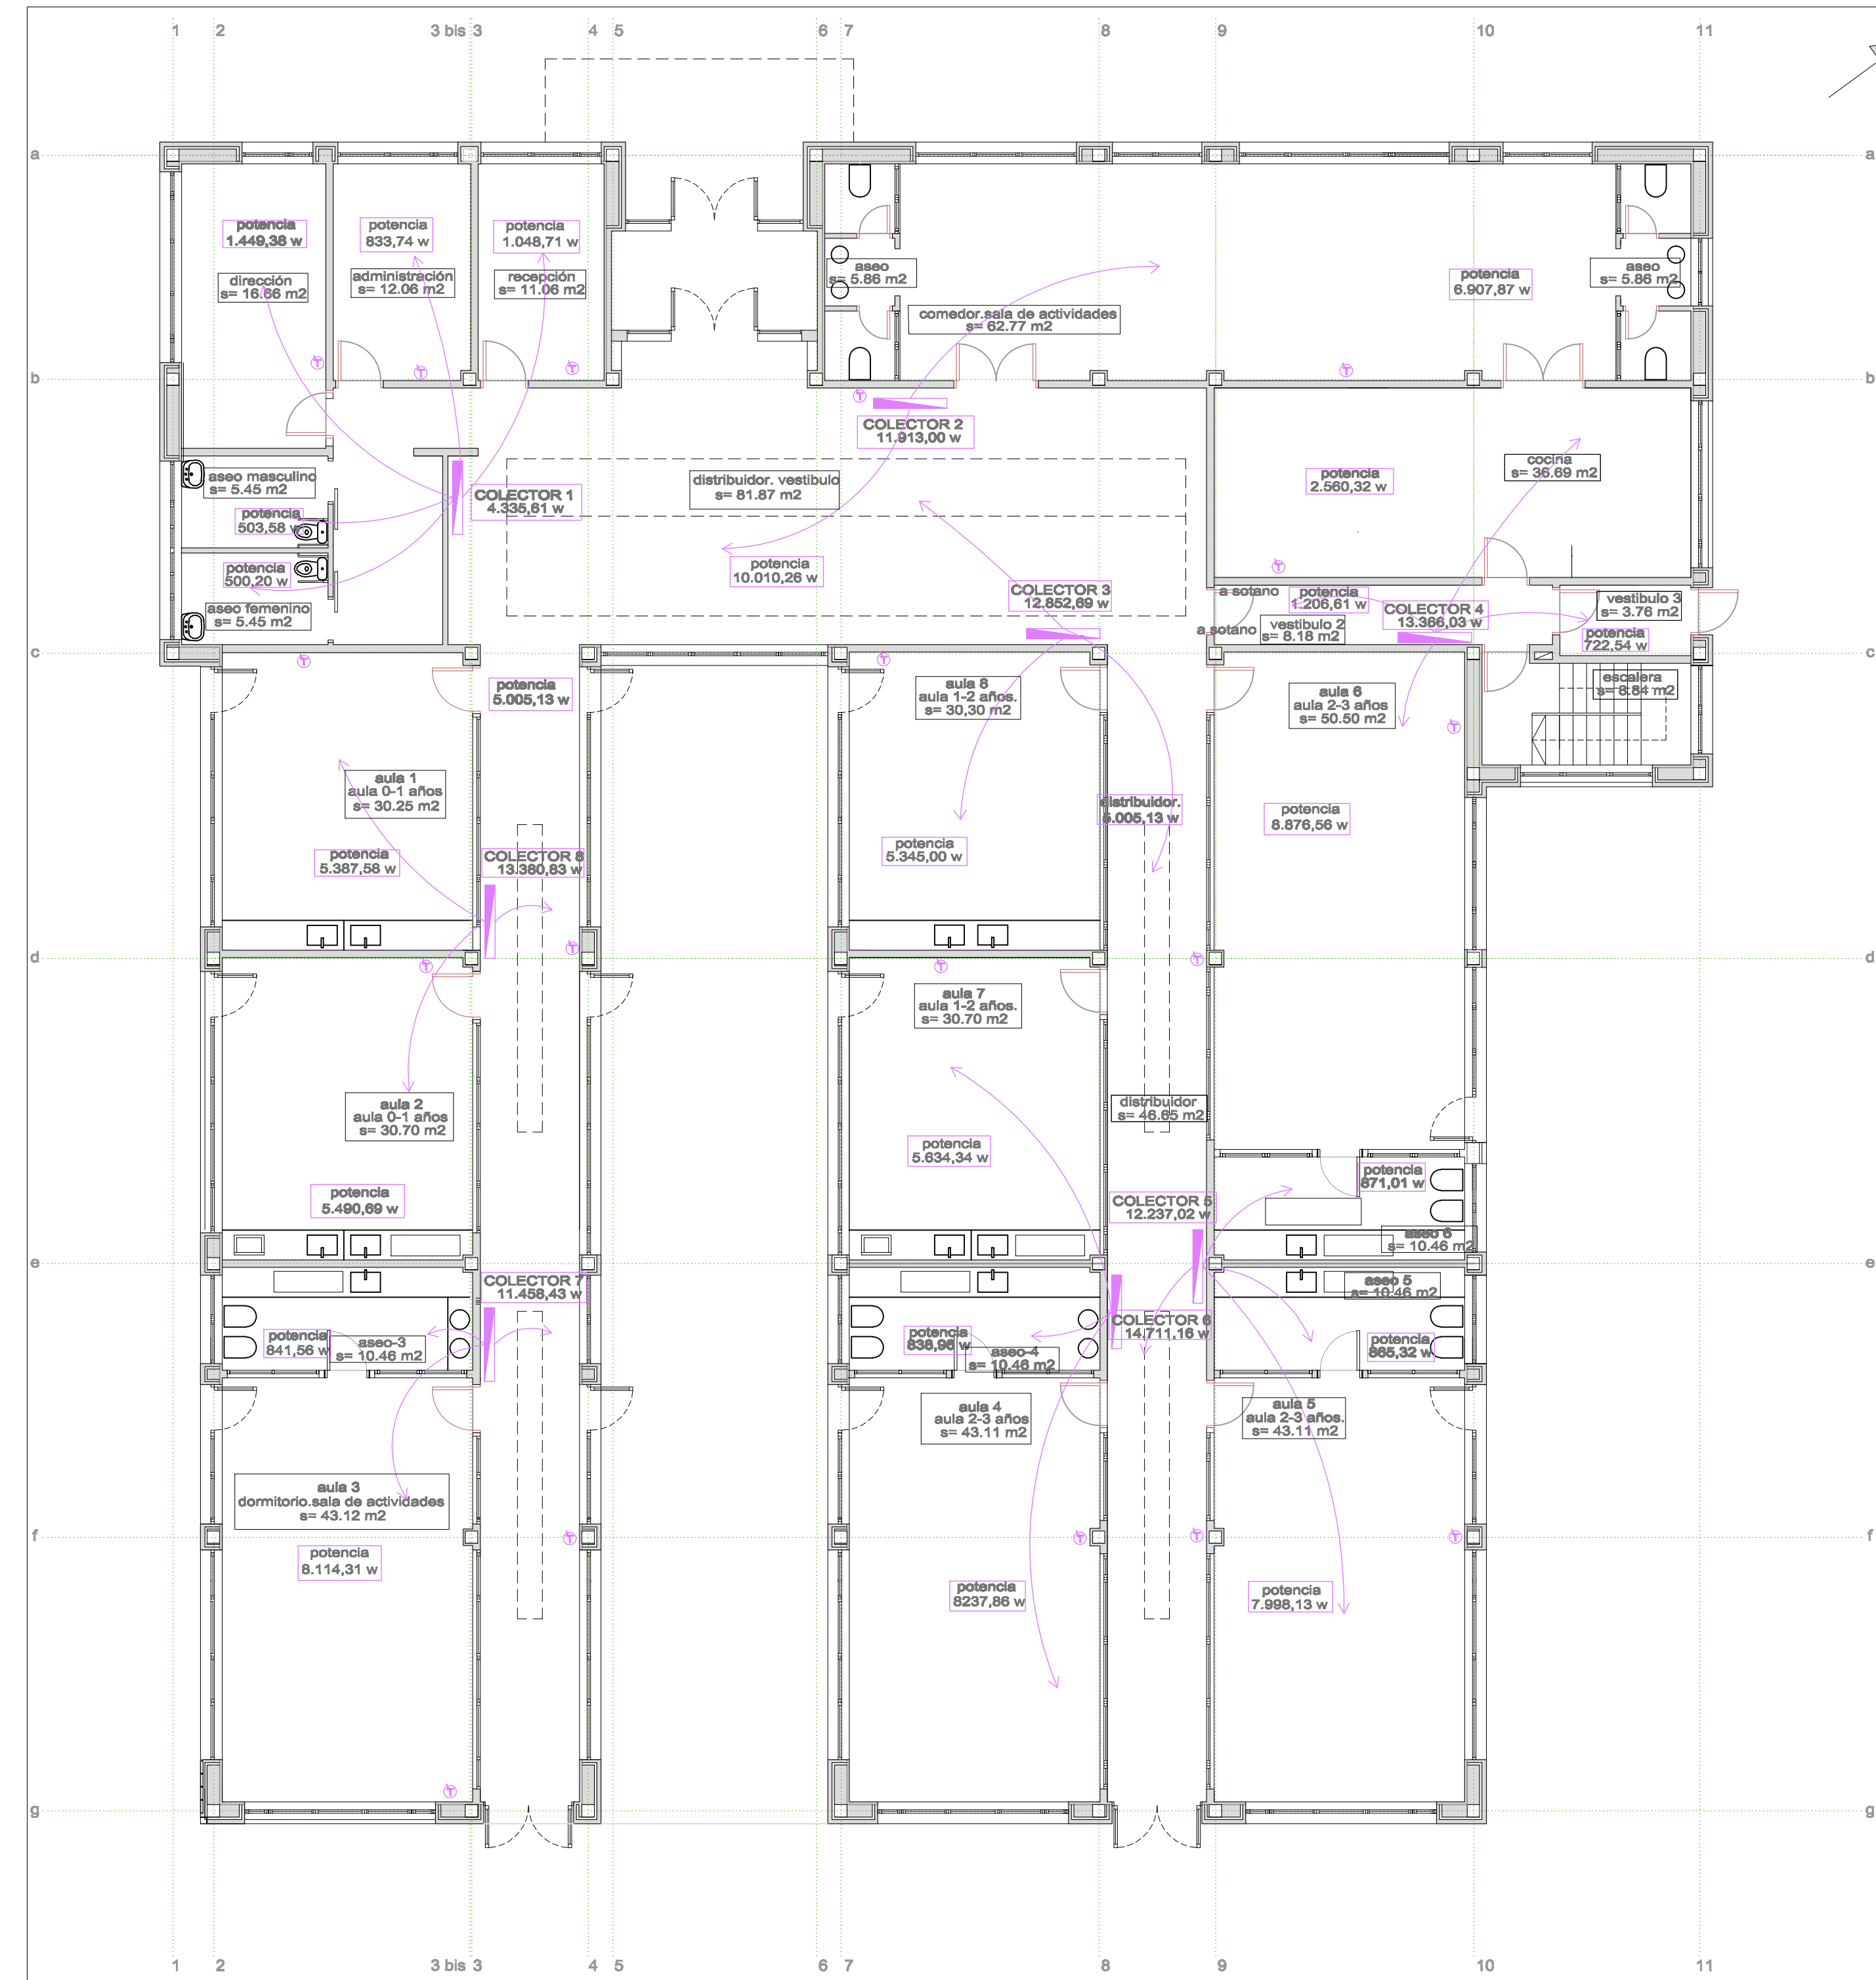 1 2 3 bis 3 4 5 6 7 8 9 10 11
a a
potencia
1.449,38 w
dirección
s= 16.66 m2
potencia
833,74 w
administración
s= 12.06 m2
potencia
1.048,71 w
recepción
s= 11.06 m2
aseo
s= 5.86 m2
comedor.sala de actividades
s= 62.77 m2
potencia
6.907,87 w
aseo
s= 5.86 m2
b b
COLECTOR 2
11.913,00 w
aseo masculino
s= 5.45 m2
potencia
503,58 w
COLECTOR 1
4.335,61 w
distribuidor. vestibulo
s= 81.87 m2
potencia
2.560,32 w
cocina
s= 36.69 m2
potencia
500,20 w
aseo femenino
s= 5.45 m2
potencia
10.010,26 w
COLECTOR 3
12.852,69 w
a sotano
potencia
1.206,61 w
a sotano
vestibulo 2
s= 8.18 m2
COLECTOR 4
13.366,03 w
vestibulo 3
s= 3.76 m2
potencia
722,54 w
c c
potencia
5.005,13 w
aula 8
aula 1-2 años.
s= 30,30 m2
aula 6
aula 2-3 años
s= 50.50 m2
escalera
s= 8.84 m2
aula 1
aula 0-1 años
s= 30.25 m2
distribuidor.
5.005,13 w
potencia
8.876,56 w
potencia
5.387,58 w
COLECTOR 8
13.380,83 w
potencia
5.345,00 w
d d
aula 7
aula 1-2 años.
s= 30.70 m2
aula 2
aula 0-1 años
s= 30.70 m2
distribuidor
s= 46.65 m2
potencia
5.634,34 w
potencia
871,01 w
potencia
5.490,69 w
COLECTOR 5
12.237,02 w
aseo 6
s= 10.46 m2
e e
COLECTOR 7
11.458,43 w
aseo 5
s= 10.46 m2
potencia
841,56 w
aseo-3
s= 10.46 m2
potencia
838,96 w
aseo-4
s= 10.46 m2
COLECTOR 6
14.711,16 w
potencia
865,32 w
aula 4
aula 2-3 años
s= 43.11 m2
aula 5
aula 2-3 años.
s= 43.11 m2
aula 3
dormitorio.sala de actividades
s= 43.12 m2
f f
potencia
8.114,31 w
potencia
8237,86 w
potencia
7.998,13 w
g g
1 2 3 bis 3 4 5 6 7 8 9 10 11